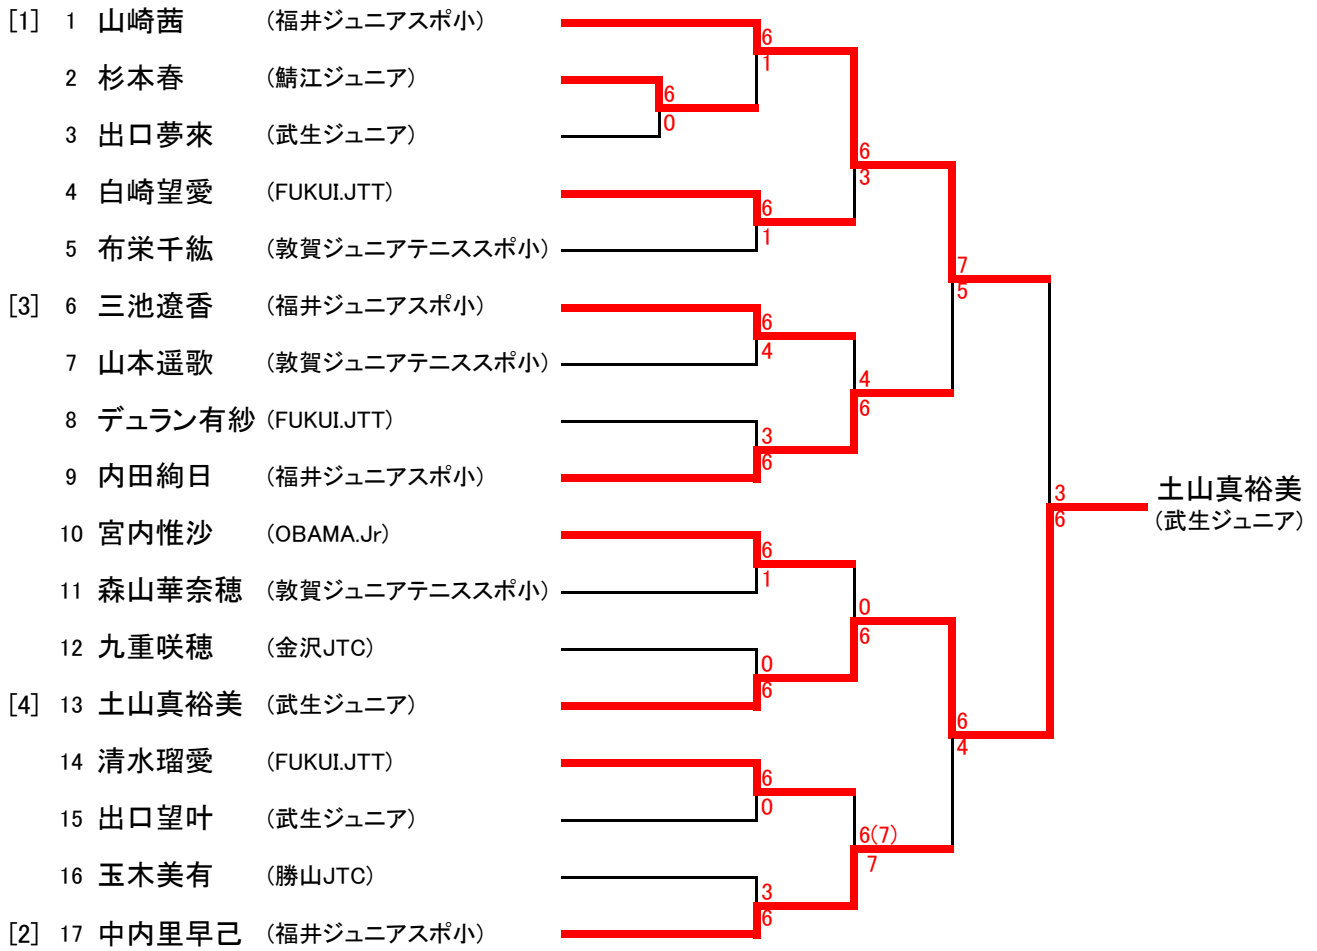 [1] 1 山崎茜 (福井ジュニアスポ小)
6
1
2 杉本春 (鯖江ジュニア)
6
0
3 出口夢來 (武生ジュニア)
6
3
4 白崎望愛 (FUKUI.JTT)
6
1
5 布栄千紘 (敦賀ジュニアテニススポ小)
7
5
[3] 6 三池遼香 (福井ジュニアスポ小)
6
4
7 山本遥歌 (敦賀ジュニアテニススポ小)
4
6
8 デュラン有紗 (FUKUI.JTT)
3
6
9 内田絢日 (福井ジュニアスポ小)
3
6
土山真裕美
(武生ジュニア)
10 宮内惟沙 (OBAMA.Jr)
6
1
11 森山華奈穂 (敦賀ジュニアテニススポ小)
0
6
12 九重咲穂 (金沢JTC)
0
6
[4] 13 土山真裕美 (武生ジュニア)
6
4
14 清水瑠愛 (FUKUI.JTT)
6
0
15 出口望叶 (武生ジュニア)
6(7)
7
16 玉木美有 (勝山JTC)
3
6
[2] 17 中内里早己 (福井ジュニアスポ小)